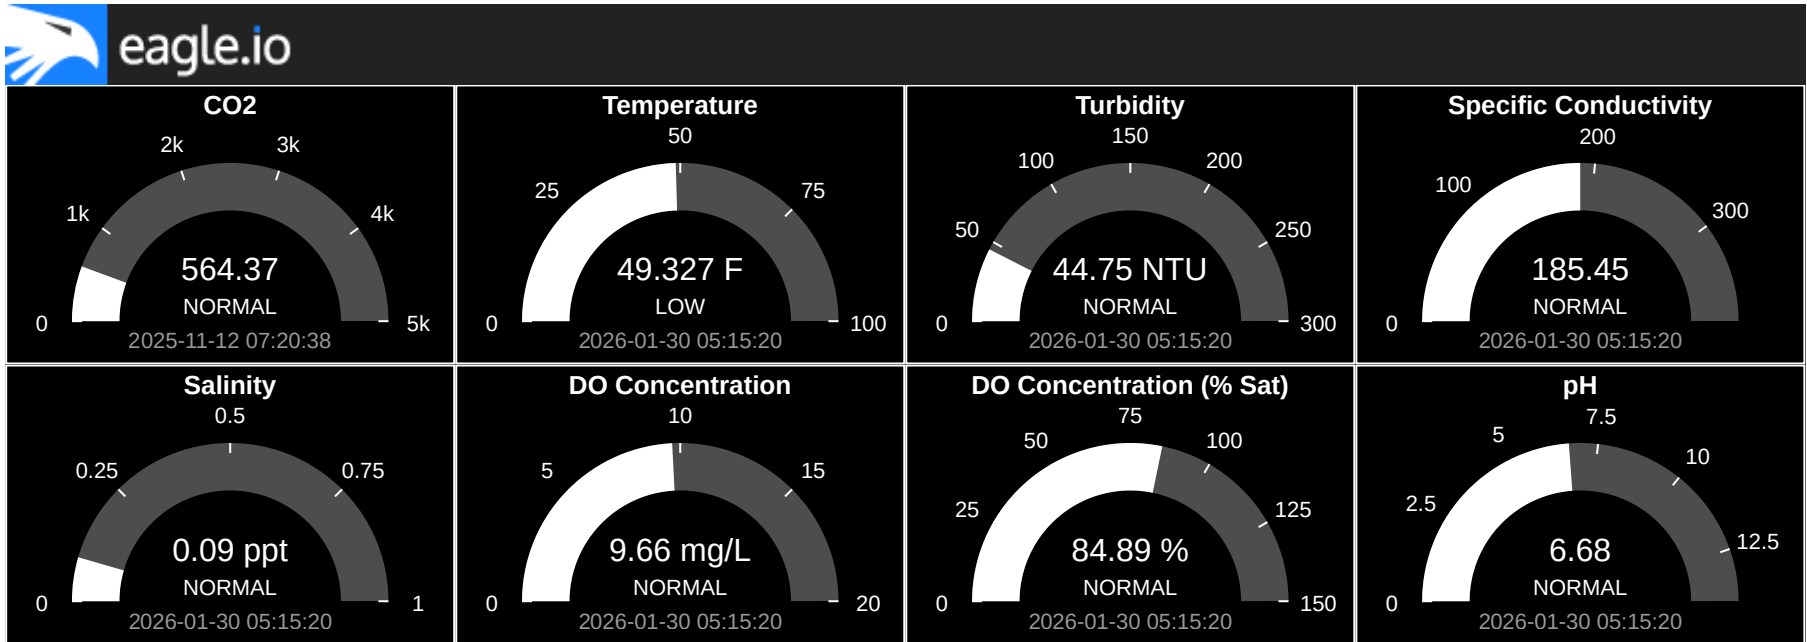 eagle.io
CO2
0
1k
2k
3k
4k
5k
564.37
NORMAL
2025-11-12 07:20:38
Temperature
0
25
50
75
100
49.327 F
LOW
2026-01-30 05:15:20
Turbidity
0
50
100
150
200
250
300
44.75 NTU
NORMAL
2026-01-30 05:15:20
Specific Conductivity
0
100
200
300
185.45
NORMAL
2026-01-30 05:15:20
Salinity
0
0.25
0.5
0.75
1
0.09 ppt
NORMAL
2026-01-30 05:15:20
DO Concentration
0
5
10
15
20
9.66 mg/L
NORMAL
2026-01-30 05:15:20
DO Concentration (% Sat)
0
25
50
75
100
125
150
84.89 %
NORMAL
2026-01-30 05:15:20
pH
0
2.5
5
7.5
10
12.5
6.68
NORMAL
2026-01-30 05:15:20